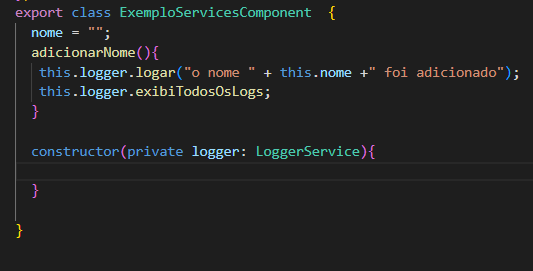 export class ExemploServicesComponent  {
nome = "";
adicionarNome(){
this.logger.logar("o nome " + this.nome +" foi adicionado");
this.logger.exibiTodosOsLogs;
}
constructor(private logger: LoggerService){
}
}